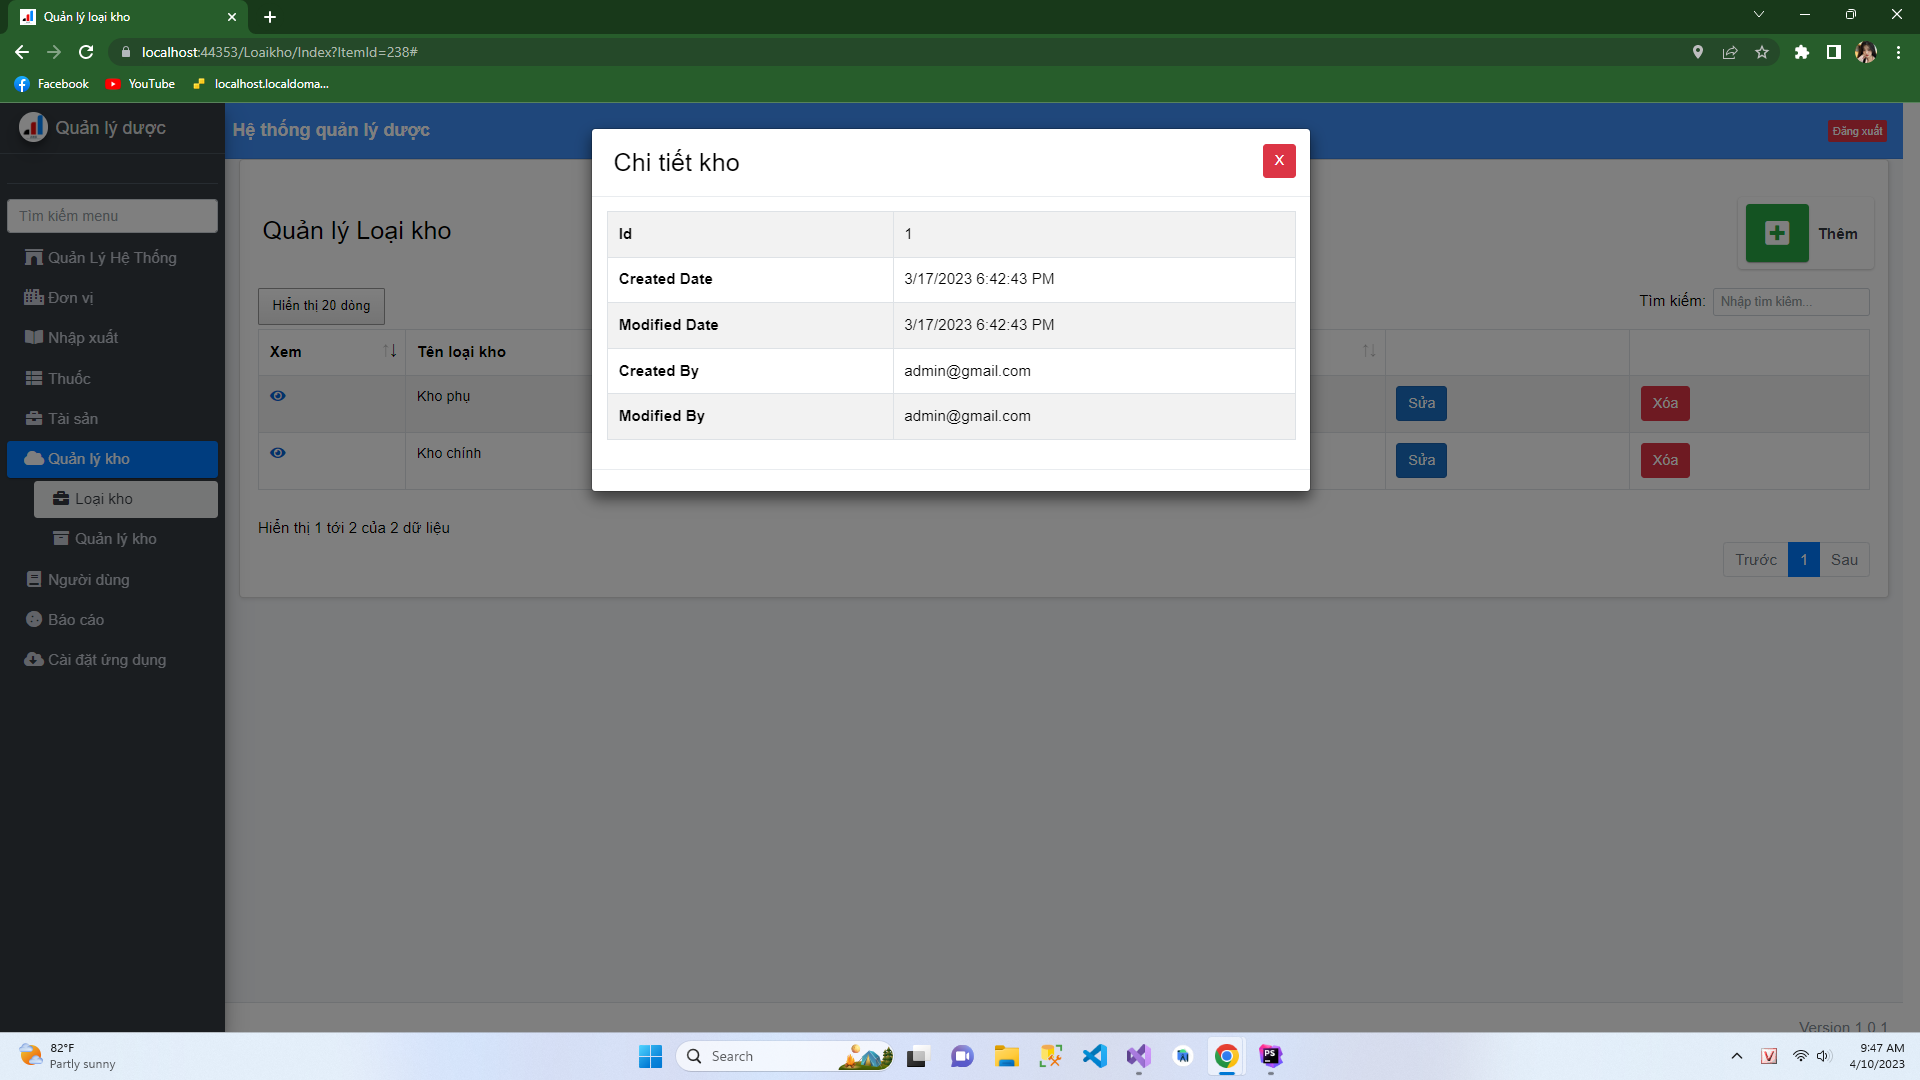 Quản lý loại kho
localhost:44353/Loaikho/Index?ItemId=238#
Facebook YouTube localhost.localdoma...
Quản lý dược
Hệ thống quản lý dược
Đăng xuất
Chi tiết kho
X
Tìm kiếm menu
Quản Lý Hệ Thống
Đơn vị
Nhập xuất
Thuốc
Tài sản
Quản lý kho
Loại kho
Quản lý kho
Người dùng
Báo cáo
Cài đặt ứng dụng
Quản lý Loại kho
Thêm
Hiển thị 20 dòng
Tìm kiếm: Nhập tìm kiếm...
Xem Tên loại kho
Kho phụ Sửa Xóa
Kho chính Sửa Xóa
Id 1
Created Date 3/17/2023 6:42:43 PM
Modified Date 3/17/2023 6:42:43 PM
Created By admin@gmail.com
Modified By admin@gmail.com
Hiển thị 1 tới 2 của 2 dữ liệu
Trước 1 Sau
Version 1.0.1
82°F
Partly sunny
Search
PS
V
9:47 AM
4/10/2023